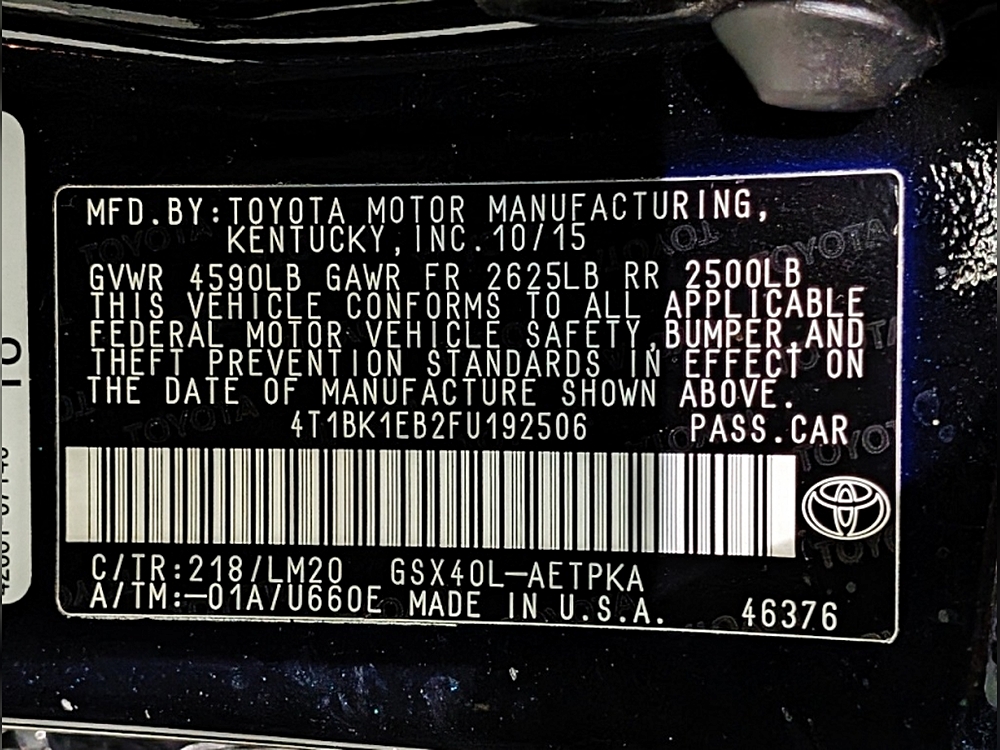 MFD.BY:TOYOTA MOTOR MANUFACTURING,
KENTUCKY,INC.10/15
GVWR 4590LB GAWR FR 2625LB RR 2500LB
THIS VEHICLE CONFORMS TO ALL APPLICABLE
FEDERAL MOTOR VEHICLE SAFETY,BUMPER,AND
THEFT PREVENTION STANDARDS IN EFFECT ON
THE DATE OF MANUFACTURE SHOWN ABOVE.
4T1BK1EB2FU192506 PASS.CAR
C/TR:218/LM20 GSX40L-AETPKA
A/TM:-01A/U660E MADE IN U.S.A. 46376